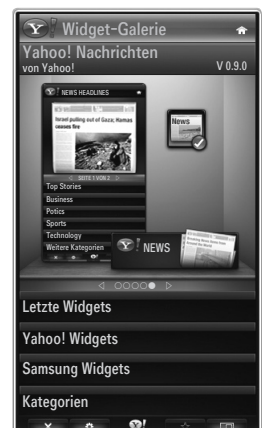 Y! Widget-Galerie
Yahoo! Nachrichten
von Yahoo! V 0.9.0
Y! NEWS HEADLINES
Israel pulling out of Gaza; Hamas
causes fire
SEITE 1 VON 2
Top Stories
Business
Potics
Sports
Technology
Weitere Kategorien
News
Y! NEWS
Letzte Widgets
Yahoo! Widgets
Samsung Widgets
Kategorien
Y!